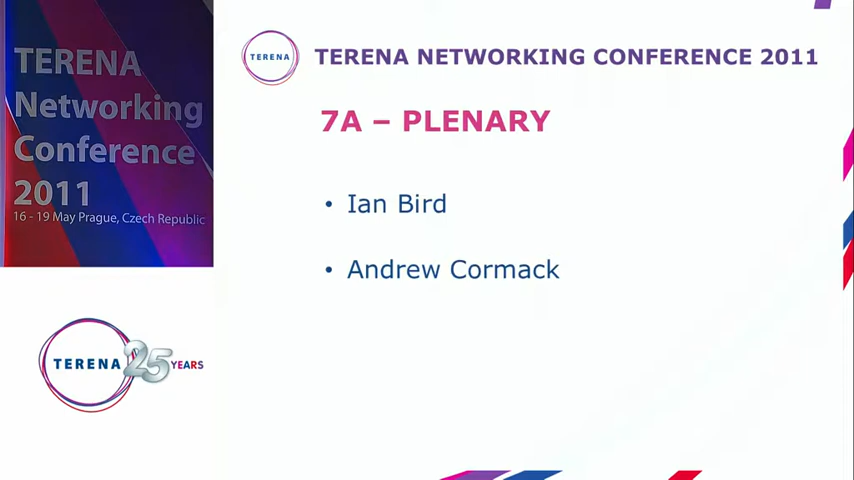 TERENA
Networking
Conference
2011
16 - 19 May Prague, Czech Republic
TERENA
TERENA NETWORKING CONFERENCE 2011
7A – PLENARY
• Ian Bird
• Andrew Cormack
TERENA 25 YEARS